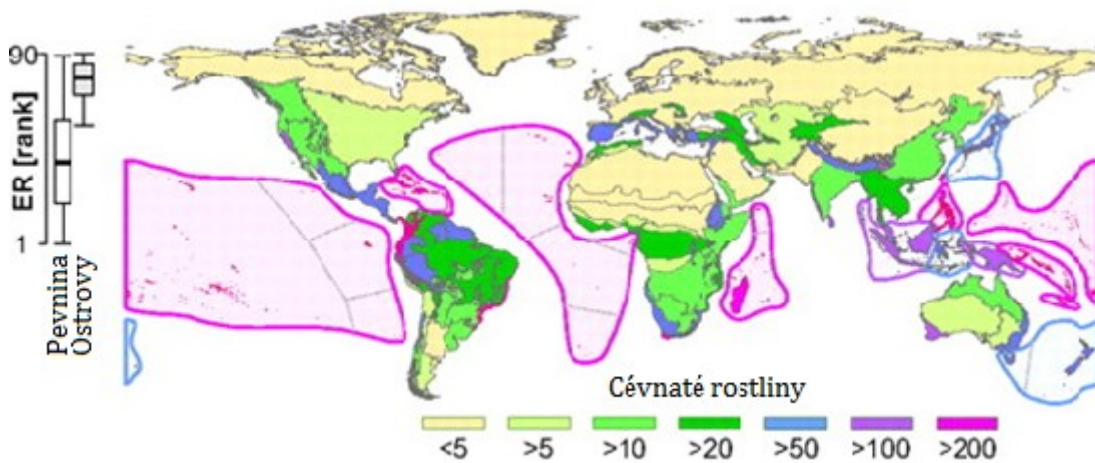 90
ER [rank]
1
Pevnina
Ostrovy
Cévnaté rostliny
<5 >5 >10 >20 >50 >100 >200